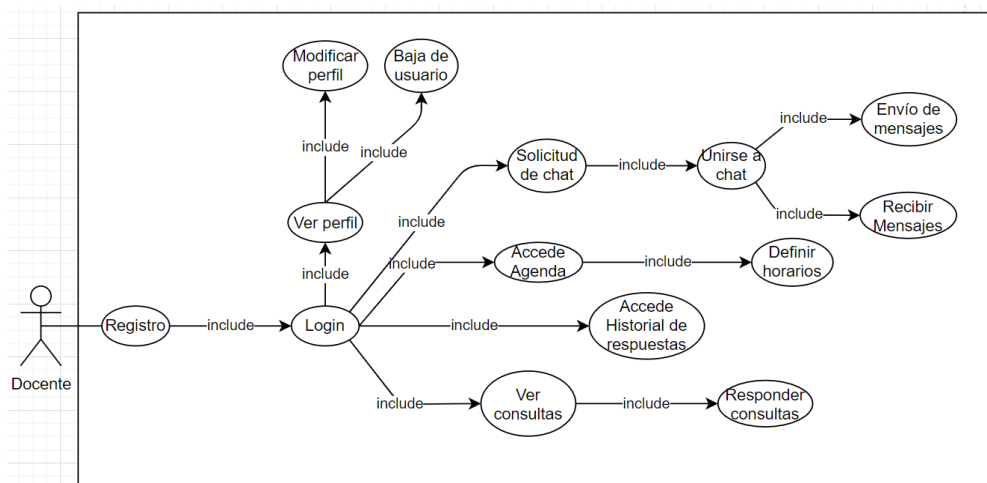 Modificar
perfil
Baja de
usuario
include
include
Ver perfil
include
Solicitud
de chat
include
Unirse a
chat
include
Envío de
mensajes
include
Recibir
Mensajes
include
include
Accede
Agenda
include
Definir
horarios
Docente
Registro
include
Login
include
Accede
Historial de
respuestas
include
Ver
consultas
include
Responder
consultas